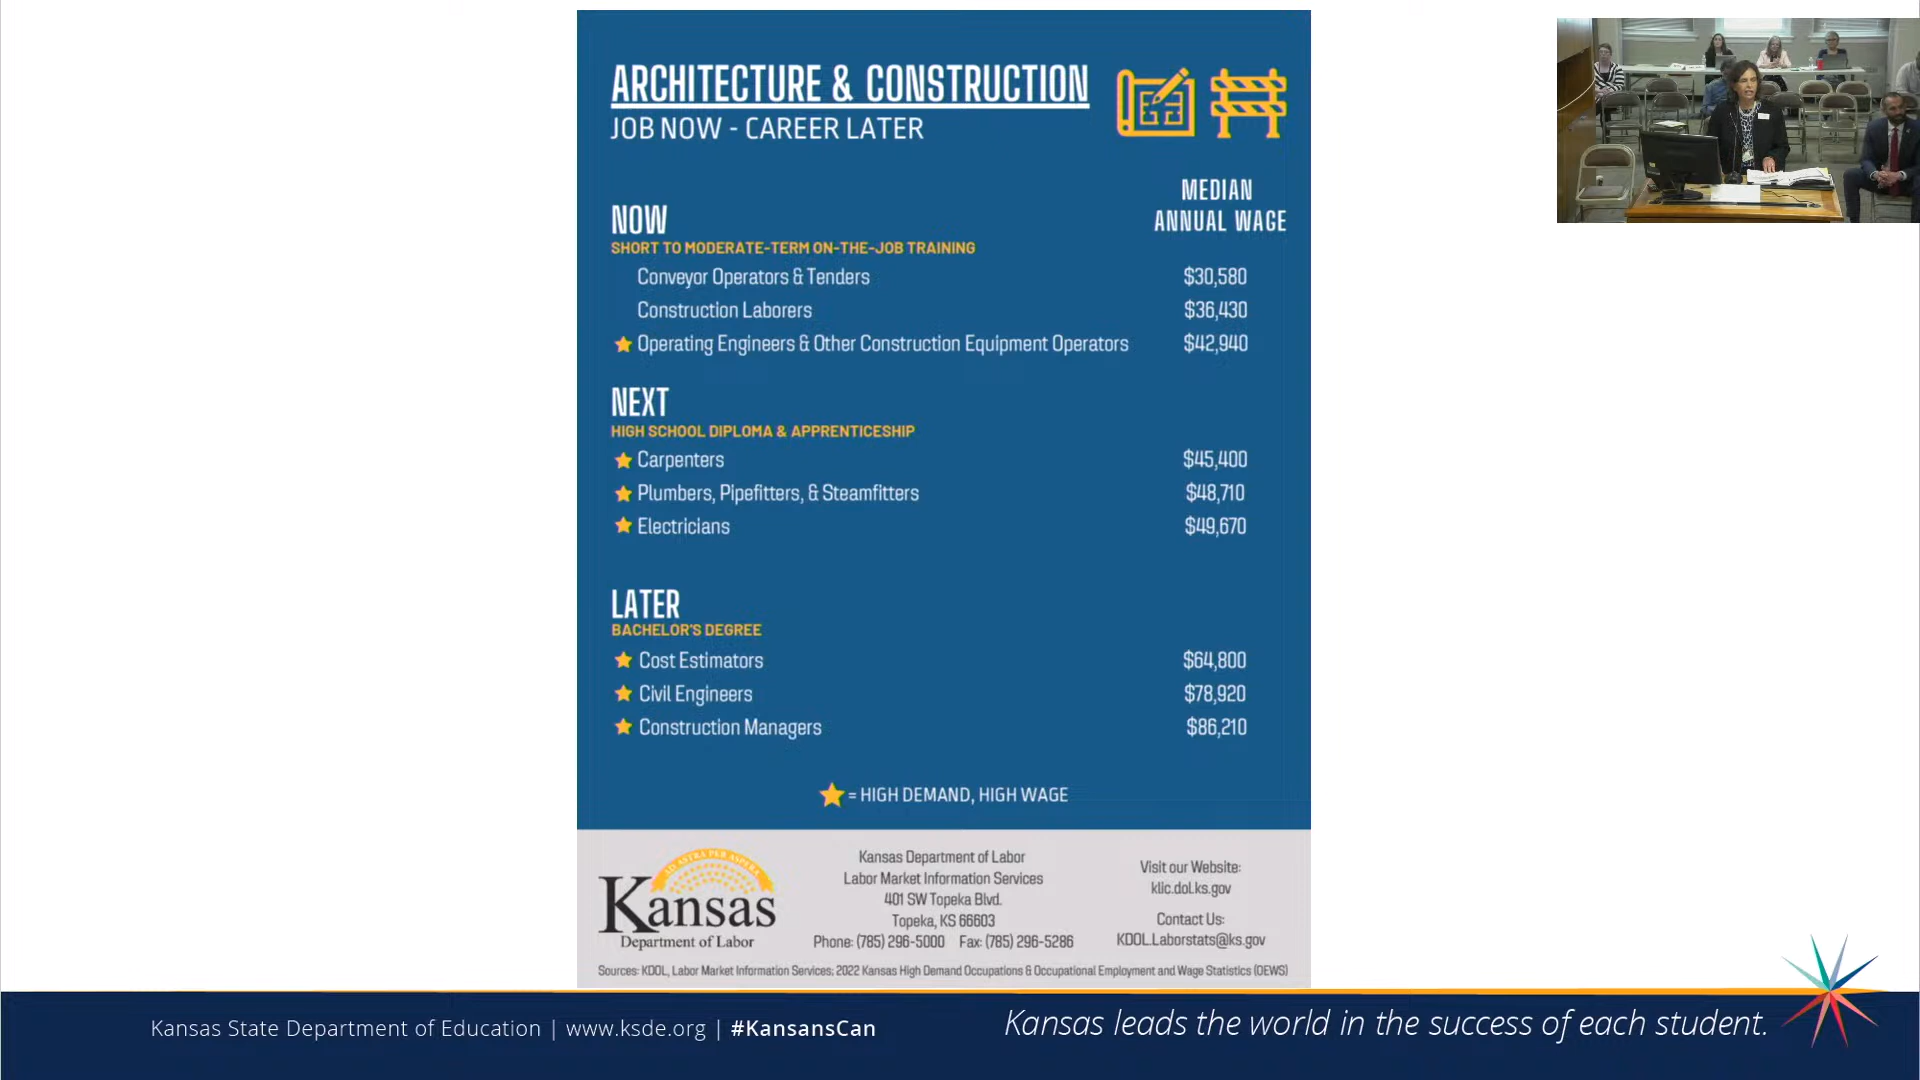 ARCHITECTURE & CONSTRUCTION
JOB NOW - CAREER LATER
MEDIAN
ANNUAL WAGE
NOW
SHORT TO MODERATE-TERM ON-THE-JOB TRAINING
Conveyor Operators & Tenders $30,580
Construction Laborers $36,430
Operating Engineers & Other Construction Equipment Operators $42,940
NEXT
HIGH SCHOOL DIPLOMA & APPRENTICESHIP
Carpenters $45,400
Plumbers, Pipefitters, & Steamfitters $48,710
Electricians $49,670
LATER
BACHELOR'S DEGREE
Cost Estimators $64,800
Civil Engineers $78,920
Construction Managers $86,210
= HIGH DEMAND, HIGH WAGE
AD ASTRA PER ASPERA
Kansas
Department of Labor
Kansas Department of Labor
Labor Market Information Services
401 SW Topeka Blvd.
Topeka, KS 66603
Phone: (785) 296-5000 Fax: (785) 296-5286
Visit our Website:
klic.dol.ks.gov
Contact Us:
KDOL.Laborstats@ks.gov
Sources: KDOL, Labor Market Information Services; 2022 Kansas High Demand Occupations & Occupational Employment and Wage Statistics (OEWS)
Kansas State Department of Education | www.ksde.org | #KansansCan
Kansas leads the world in the success of each student.